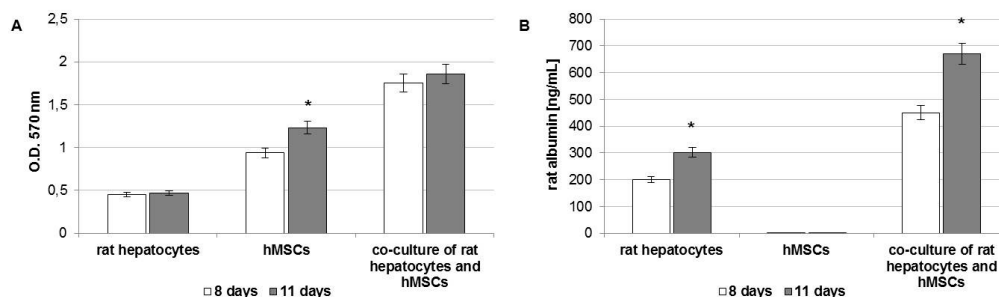 A
O.D. 570 nm
2,5
2
1,5
1
0,5
0
*
rat hepatocytes
hMSCs
co-culture of rat
hepatocytes and
hMSCs
8 days 11 days
B
rat albumin [ng/mL]
800
700
600
500
400
300
200
100
0
*
*
rat hepatocytes
hMSCs
co-culture of rat
hepatocytes and
hMSCs
8 days 11 days